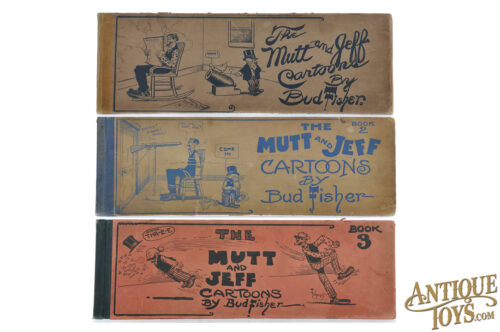 The
Mutt and Jeff
Cartoons
By
Bud Fisher.
BOOK 2
THE
MUTT AND JEFF
CARTOONS
BY
Bud Fisher
COME IN
BOOK 3
THE
MUTT
AND
JEFF
CARTOONS
By Bud Fisher
ANTIQUE
TOYS.COM